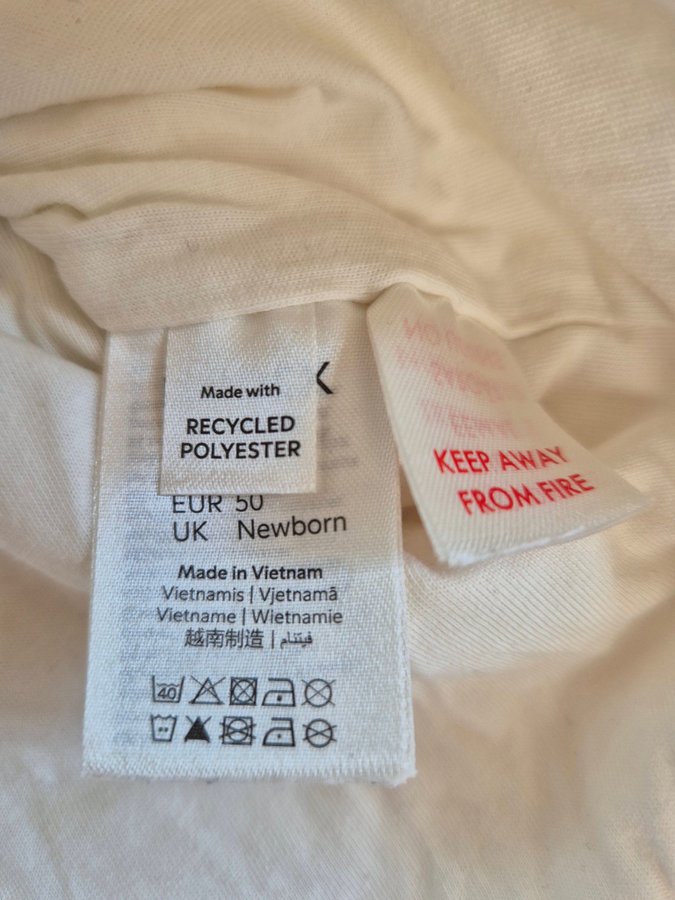 Made with
RECYCLED
POLYESTER
EUR 50
UK Newborn
Made in Vietnam
Vietnamis | Vjetnamā
Vietname | Wietnamie
越南制造 | فيتنام
40
KEEP AWAY
FROM FIRE